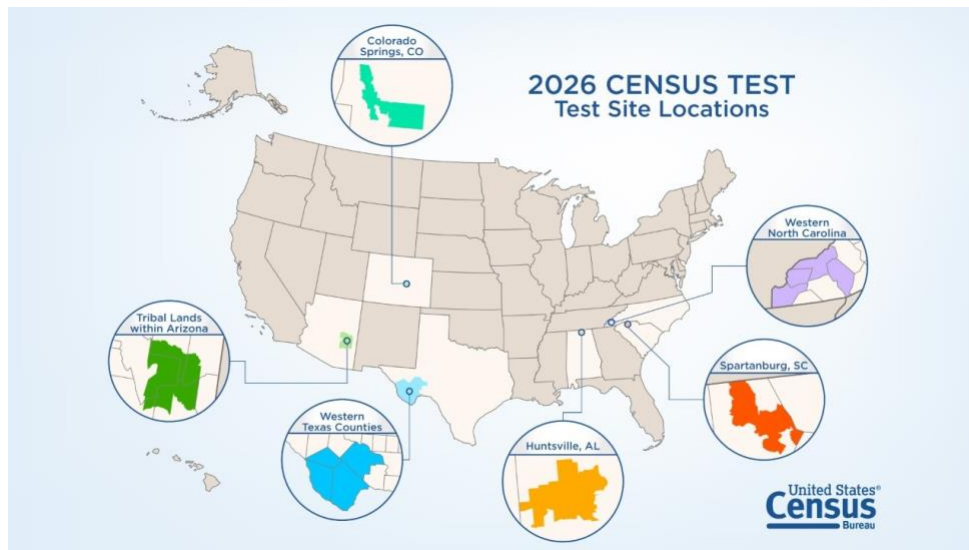 Colorado
Springs, CO
2026 CENSUS TEST
Test Site Locations
Western
North Carolina
Tribal Lands
within Arizona
Spartanburg, SC
Western
Texas Counties
Huntsville, AL
United States®
Census
Bureau